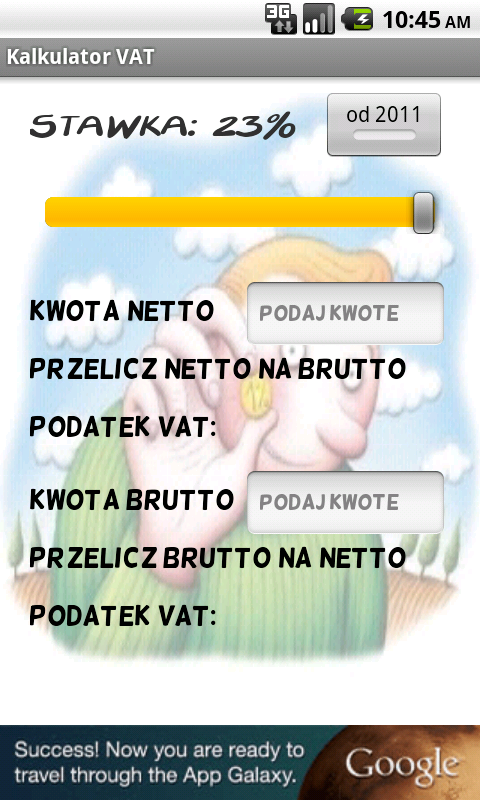 3G
10:45 AM
Kalkulator VAT
STAWKA: 23%
od 2011
KWOTA NETTO
PODAJ KWOTE
PRZELICZ NETTO NA BRUTTO
PODATEK VAT:
KWOTA BRUTTO
PODAJ KWOTE
PRZELICZ BRUTTO NA NETTO
PODATEK VAT:
Success! Now you are ready to
travel through the App Galaxy.
Google